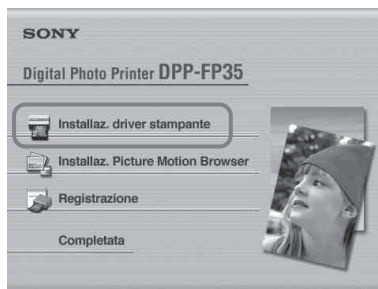 SONY
Digital Photo Printer DPP-FP35
Installaz. driver stampante
Installaz. Picture Motion Browser
Registrazione
Completata